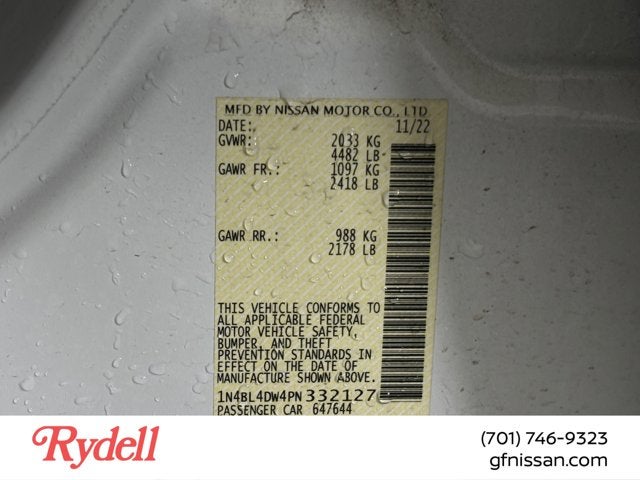 MFD BY NISSAN MOTOR CO., LTD
DATE: 11/22
GVWR: 2033 KG
4482 LB
GAWR FR.: 1097 KG
2418 LB
GAWR RR.: 988 KG
2178 LB
THIS VEHICLE CONFORMS TO
ALL APPLICABLE FEDERAL
MOTOR VEHICLE SAFETY,
BUMPER, AND THEFT
PREVENTION STANDARDS IN
EFFECT ON THE DATE OF
MANUFACTURE SHOWN ABOVE.
1N4BL4DW4PN332127
PASSENGER CAR 647644
Rydell
(701) 746-9323
gfnissan.com